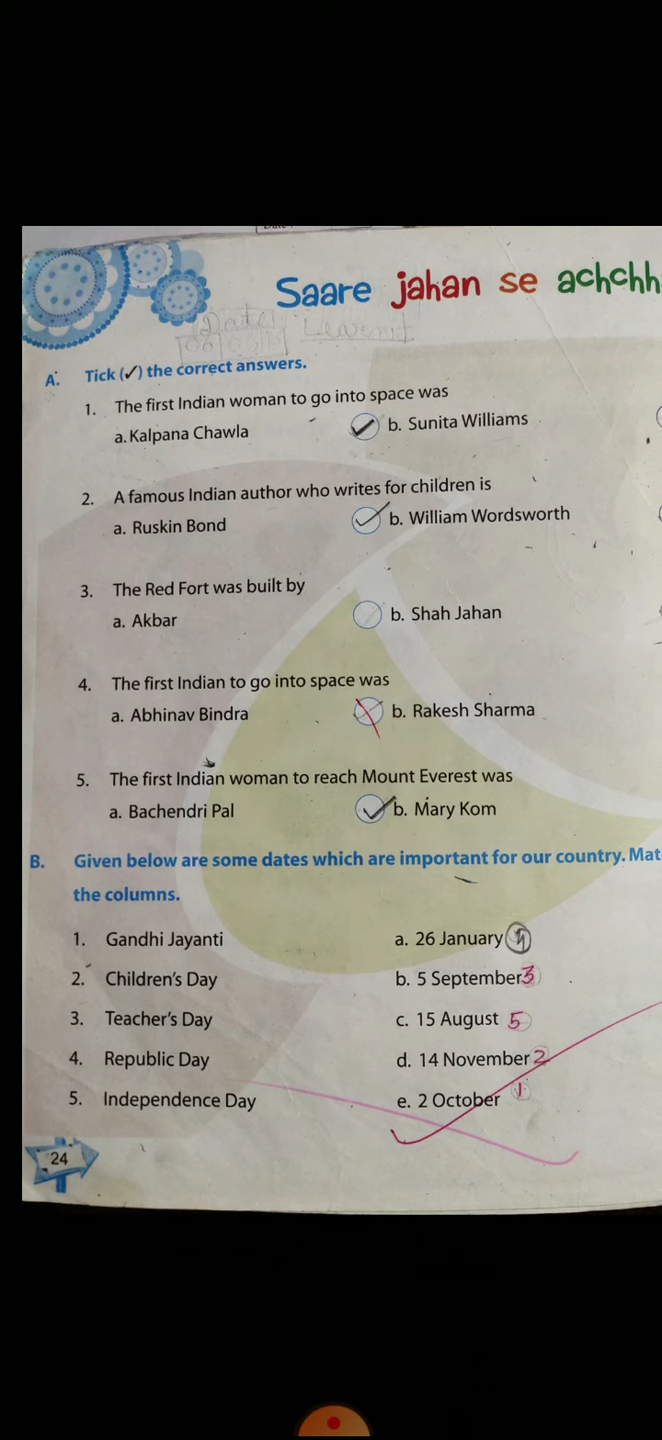 Saare jahan se achchh
Date Learnt
A. Tick (✓) the correct answers.
1. The first Indian woman to go into space was
a. Kalpana Chawla b. Sunita Williams
2. A famous Indian author who writes for children is
a. Ruskin Bond b. William Wordsworth
3. The Red Fort was built by
a. Akbar b. Shah Jahan
4. The first Indian to go into space was
a. Abhinav Bindra b. Rakesh Sharma
5. The first Indian woman to reach Mount Everest was
a. Bachendri Pal b. Mary Kom
B. Given below are some dates which are important for our country. Mat
the columns.
1. Gandhi Jayanti a. 26 January 4
2. Children's Day b. 5 September 3
3. Teacher's Day c. 15 August 5
4. Republic Day d. 14 November 2
5. Independence Day e. 2 October 1
24